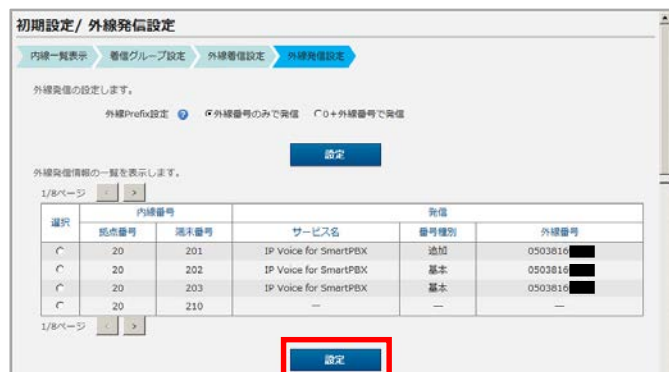 初期設定/ 外線発信設定
内線一覧表示 着信グループ設定 外線着信設定 外線発信設定
外線発信の設定します。
外線Prefix設定 ? 外線番号のみで発信 0+外線番号で発信
設定
外線発信情報の一覧を表示します。
1/8ページ < >
選択 内線番号 発信
拠点番号 端末番号 サービス名 番号種別 外線番号
20 201 IP Voice for SmartPBX 追加 0503816
20 202 IP Voice for SmartPBX 基本 0503816
20 203 IP Voice for SmartPBX 基本 0503816
20 210 — — —
1/8ページ < >
設定